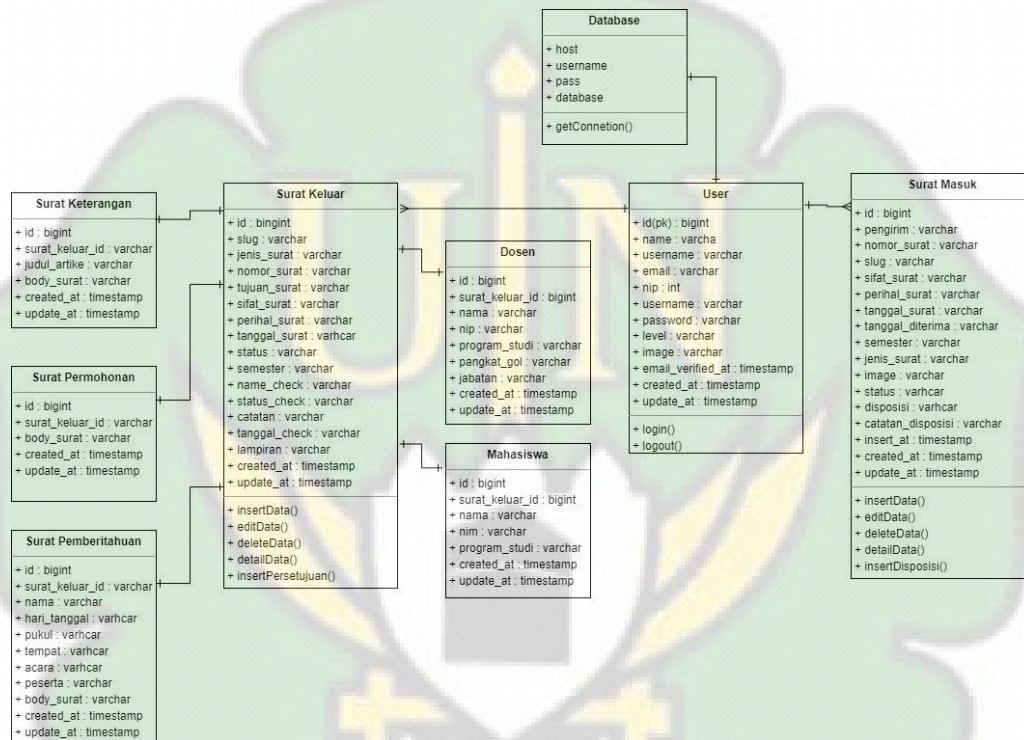 Database
+ host
+ username
+ pass
+ database
+ getConnetion()
Surat Keterangan
+ id : bigint
+ surat_keluar_id : varchar
+ judul_artike : varchar
+ body_surat : varchar
+ created_at : timestamp
+ update_at : timestamp
Surat Permohonan
+ id : bigint
+ surat_keluar_id : varchar
+ body_surat : varchar
+ created_at : timestamp
+ update_at : timestamp
Surat Pemberitahuan
+ id : bigint
+ surat_keluar_id : varchar
+ nama : varchar
+ hari_tanggal : varhcar
+ pukul : varhcar
+ tempat : varhcar
+ acara : varhcar
+ peserta : varchar
+ body_surat : varchar
+ created_at : timestamp
+ update_at : timestamp
Surat Keluar
+ id : bingint
+ slug : varchar
+ jenis_surat : varchar
+ nomor_surat : varchar
+ tujuan_surat : varchar
+ sifat_surat : varchar
+ perihal_surat : varchar
+ tanggal_surat : varhcar
+ status : varchar
+ semester : varchar
+ name_check : varchar
+ status_check : varchar
+ catatan : varchar
+ tanggal_check : varchar
+ lampiran : varchar
+ created_at : timestamp
+ update_at : timestamp
+ insertData()
+ editData()
+ deleteData()
+ detailData()
+ insertPersetujuan()
Dosen
+ id : bigint
+ surat_keluar_id : bigint
+ nama : varchar
+ nip : varchar
+ program_studi : varchar
+ pangkat_gol : varchar
+ jabatan : varchar
+ created_at : timestamp
+ update_at : timestamp
Mahasiswa
+ id : bigint
+ surat_keluar_id : bigint
+ nama : varchar
+ nim : varchar
+ program_studi : varchar
+ created_at : timestamp
+ update_at : timestamp
User
+ id(pk) : bigint
+ name : varcha
+ username : varchar
+ email : varchar
+ nip : int
+ username : varchar
+ password : varchar
+ level : varchar
+ image : varchar
+ email_verified_at : timestamp
+ created_at : timestamp
+ update_at : timestamp
+ login()
+ logout()
Surat Masuk
+ id : bigint
+ pengirim : varchar
+ nomor_surat : varchar
+ slug : varchar
+ sifat_surat : varchar
+ perihal_surat : varchar
+ tanggal_surat : varchar
+ tanggal_diterima : varchar
+ semester : varchar
+ jenis_surat : varchar
+ image : varchar
+ status : varhcar
+ disposisi : varhcar
+ catatan_disposisi : varchar
+ insert_at : timestamp
+ created_at : timestamp
+ update_at : timestamp
+ insertData()
+ editData()
+ deleteData()
+ detailData()
+ insertDisposisi()
UIN